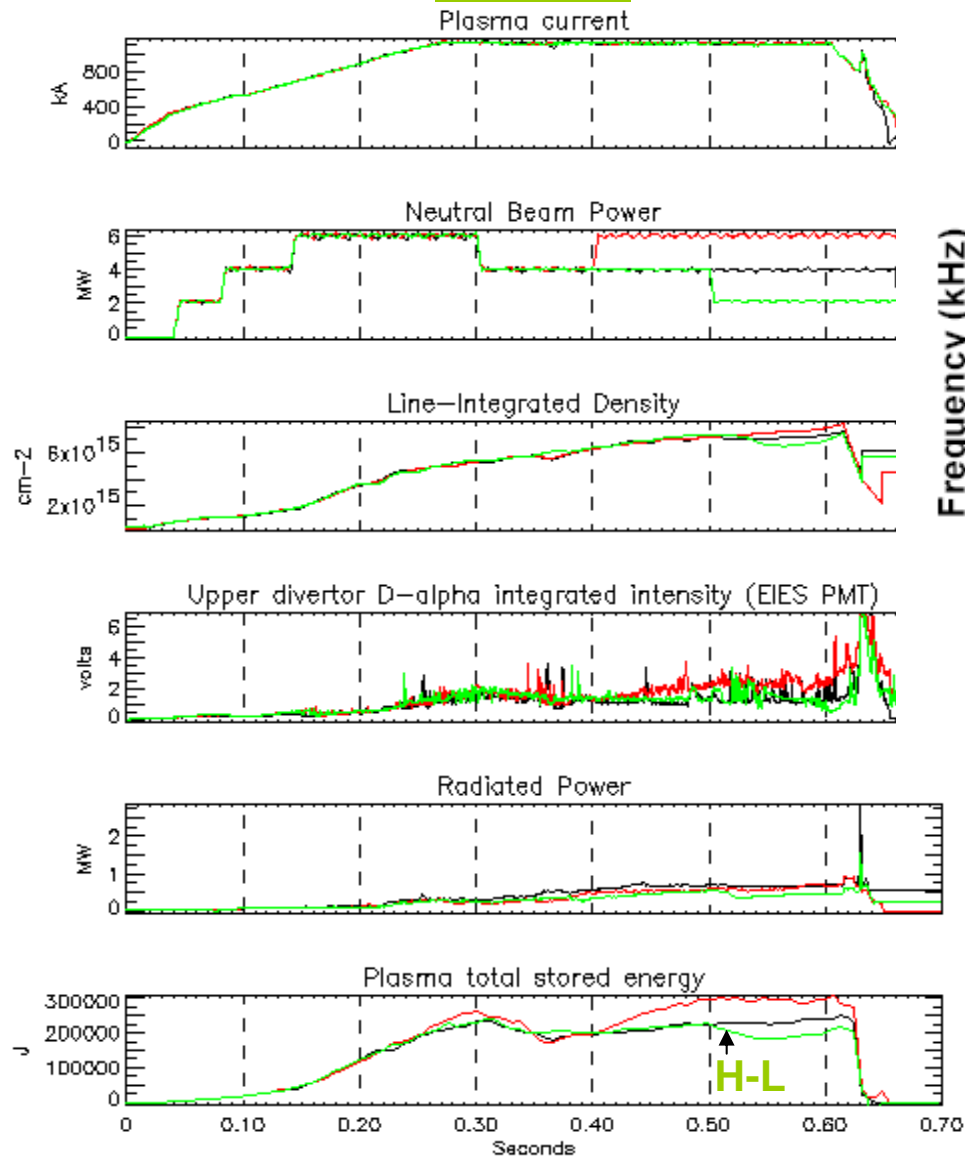 Plasma current
kA
800
400
0
Neutral Beam Power
MW
6
4
2
0
Frequency (kHz)
Line-Integrated Density
cm-2
6x10^15
2x10^15
Upper divertor D-alpha integrated intensity (EIES PMT)
volts
6
4
2
0
Radiated Power
MW
2
1
0
Plasma total stored energy
J
300000
200000
100000
0
H-L
0 0.10 0.20 0.30 0.40 0.50 0.60 0.70
Seconds